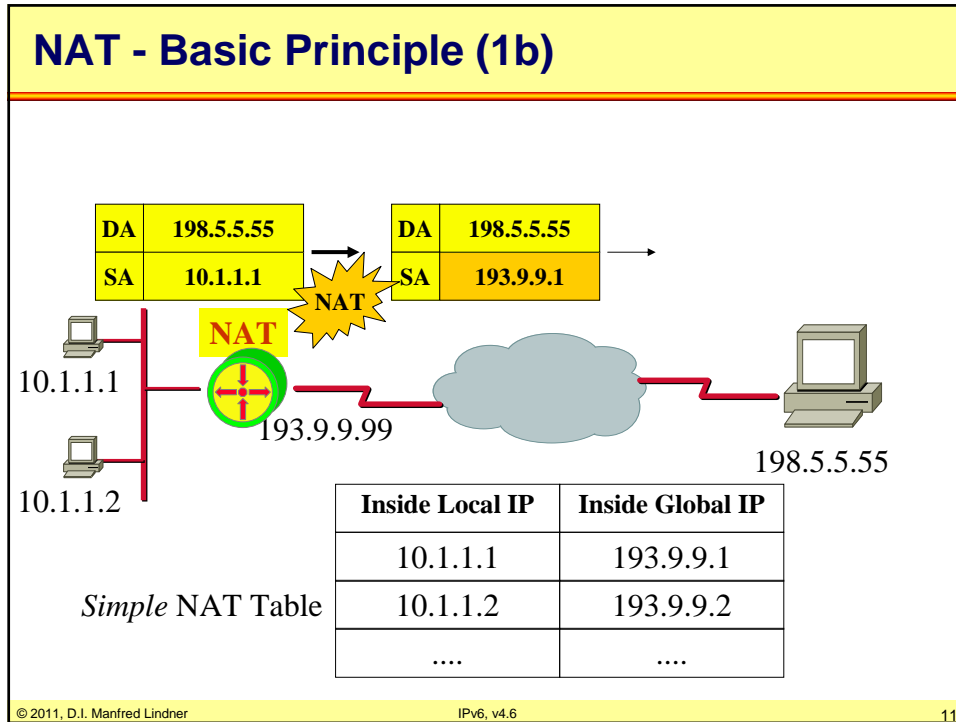 NAT - Basic Principle (1b)
DA 198.5.5.55
SA 10.1.1.1
NAT
DA 198.5.5.55
SA 193.9.9.1
NAT
10.1.1.1
10.1.1.2
193.9.9.99
198.5.5.55
Simple NAT Table
Inside Local IP Inside Global IP
10.1.1.1 193.9.9.1
10.1.1.2 193.9.9.2
.... ....
© 2011, D.I. Manfred Lindner IPv6, v4.6 11